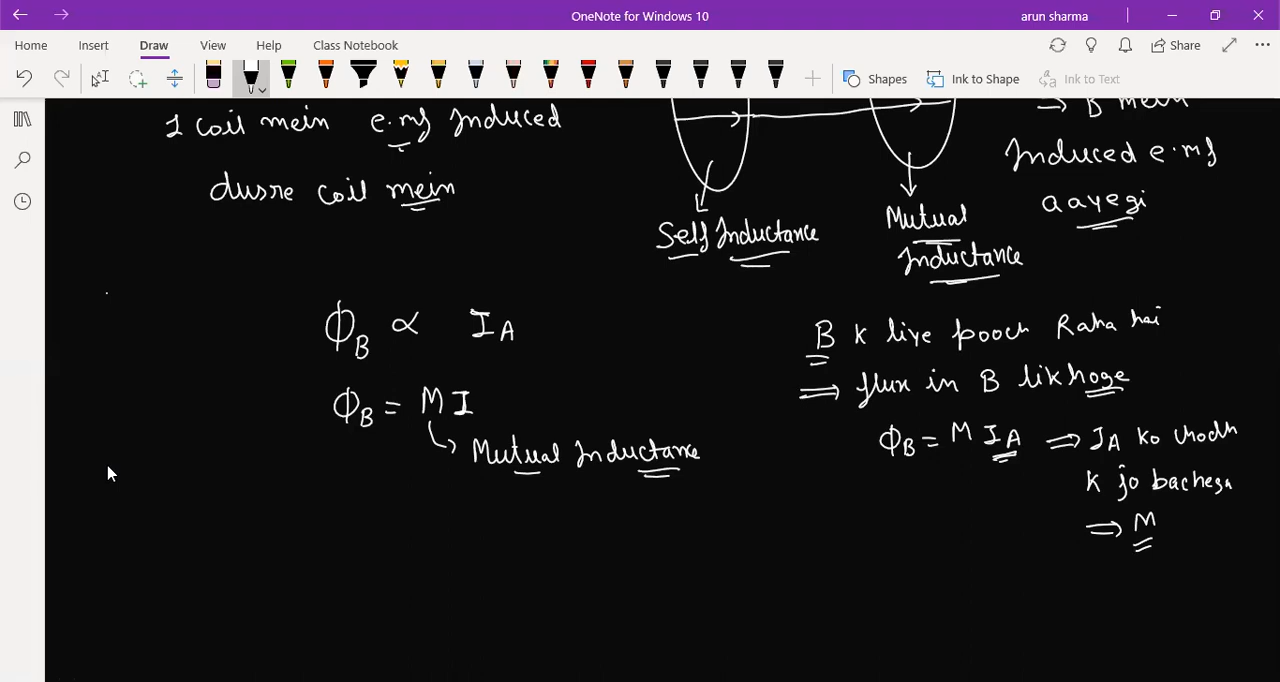 OneNote for Windows 10
arun sharma
Home Insert Draw View Help Class Notebook
Share
Shapes
Ink to Shape
Ink to Text
1 coil mein e.mf Induced
dusre coil mein
Self Inductance
Mutual
Inductance
=> B mein
Induced e.mf
aayegi
ΦB ∝ IA
ΦB = MI
Mutual Inductance
B k liye pooch Raha hai
=> flux in B likhoge
ΦB = M IA => IA ko chodh
k jo bachega
=> M